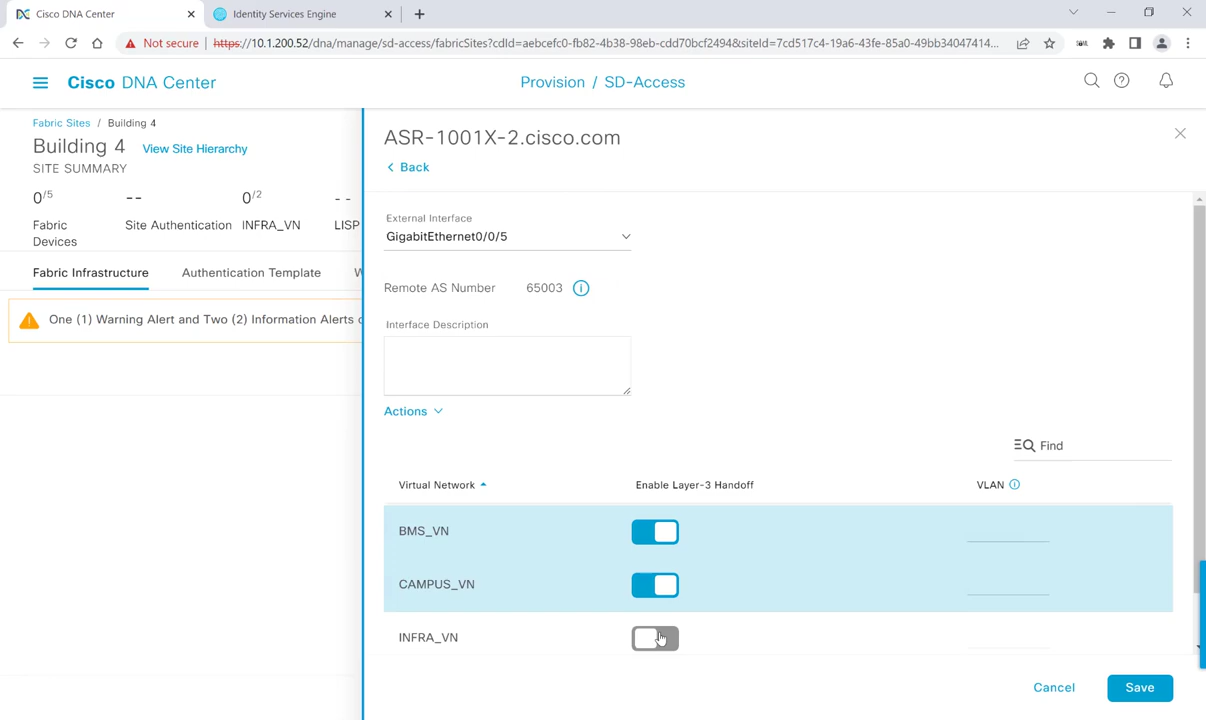 Cisco DNA Center
Identity Services Engine
Not secure https://10.1.200.52/dna/manage/sd-access/fabricSites?cdId=aebcefc0-fb82-4b38-98eb-cdd70bcf2494&siteId=7cd517c4-19a6-43fe-85a0-49bb34047414...
Cisco DNA Center
Provision / SD-Access
Fabric Sites / Building 4
Building 4 View Site Hierarchy
SITE SUMMARY
0/5 -- 0/2 --
Fabric Devices Site Authentication INFRA_VN LISP
Fabric Infrastructure Authentication Template W
One (1) Warning Alert and Two (2) Information Alerts o
ASR-1001X-2.cisco.com
< Back
External Interface
GigabitEthernet0/0/5
Remote AS Number 65003
Interface Description
Actions
Find
Virtual Network Enable Layer-3 Handoff VLAN
BMS_VN
CAMPUS_VN
INFRA_VN
Cancel Save